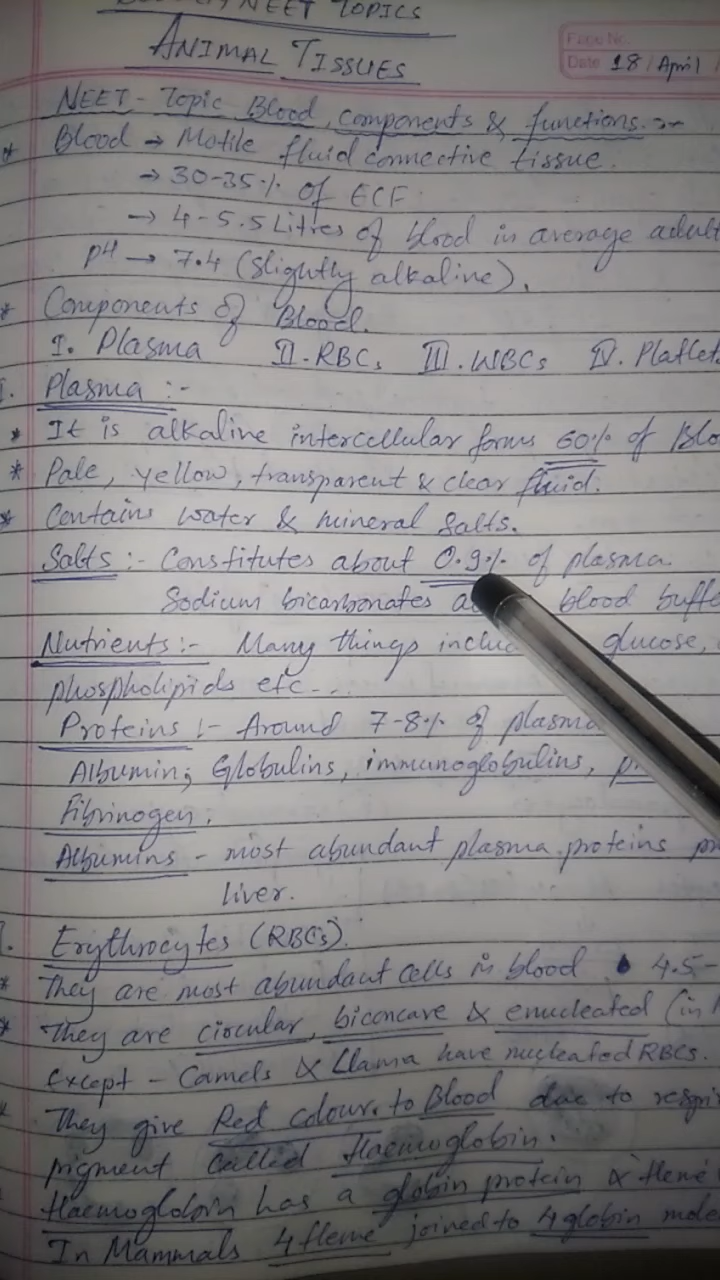 NEET TOPICS
ANIMAL TISSUES
Page No.
Date 18/April/
NEET - Topic Blood, components & functions :-
* Blood → Motile fluid connective tissue.
→ 30-35% of ECF
→ 4-5.5 Litres of blood in average adult
pH → 7.4 (slightly alkaline).
* Components of Blood.
I. Plasma II. RBCs III. WBCs IV. Platlet
I. Plasma :-
* It is alkaline intercellular forms 60% of Blo
* Pale, yellow, transparent & clear fluid.
* Contains water & mineral salts.
Salts :- Constitutes about 0.9% of plasma.
Sodium bicarbonates a blood buffe
Nutrients :- Many things includ glucose,
phospholipids etc...
Proteins :- Around 7-8% of plasma
Albumin; Globulins, immunoglobulins, p
Fibrinogen;
Albumins - most abundant plasma proteins pr
liver.
I. Erythrocytes (RBCs).
* They are most abundant cells in blood 4.5-
* They are circular, biconcave & enucleated (in
Except - Camels & Llama have nucleated RBCs.
* They give Red colour to Blood due to respi
pigment called Haemoglobin.
Haemoglobin has a globin protein & Heme
In Mammals 4 Heme joined to 4 globin mole